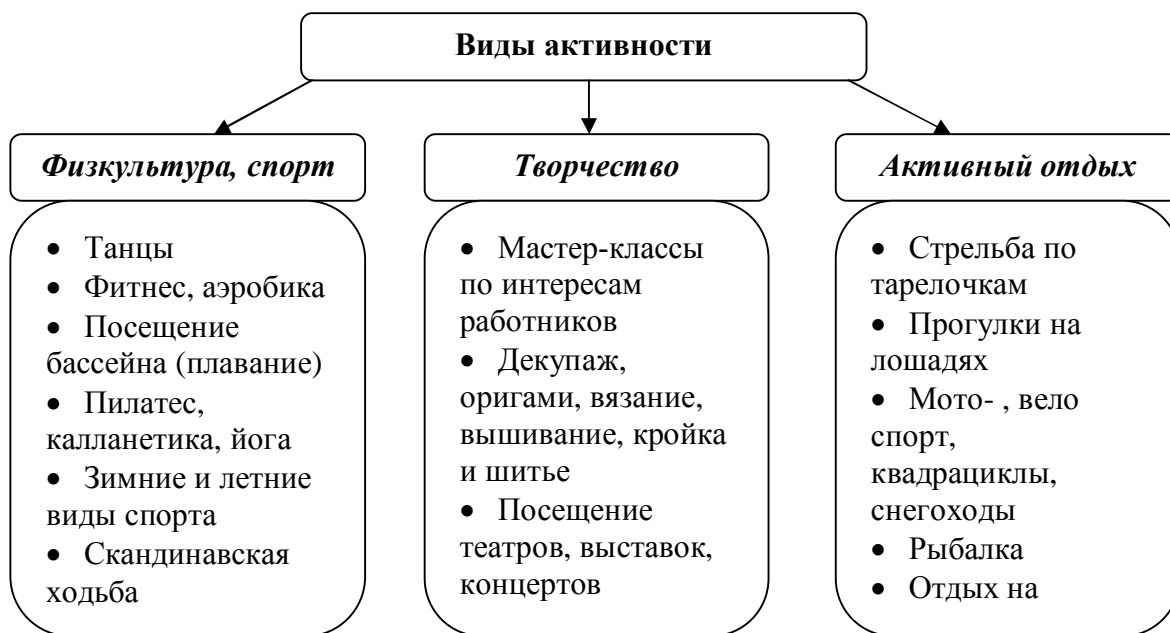 Виды активности
Физкультура, спорт
• Танцы
• Фитнес, аэробика
• Посещение
бассейна (плавание)
• Пилатес,
калланетика, йога
• Зимние и летние
виды спорта
• Скандинавская
ходьба
Творчество
• Мастер-классы
по интересам
работников
• Декупаж,
оригами, вязание,
вышивание, кройка
и шитье
• Посещение
театров, выставок,
концертов
Активный отдых
• Стрельба по
тарелочкам
• Прогулки на
лошадях
• Мото- , вело
спорт,
квадрациклы,
снегоходы
• Рыбалка
• Отдых на